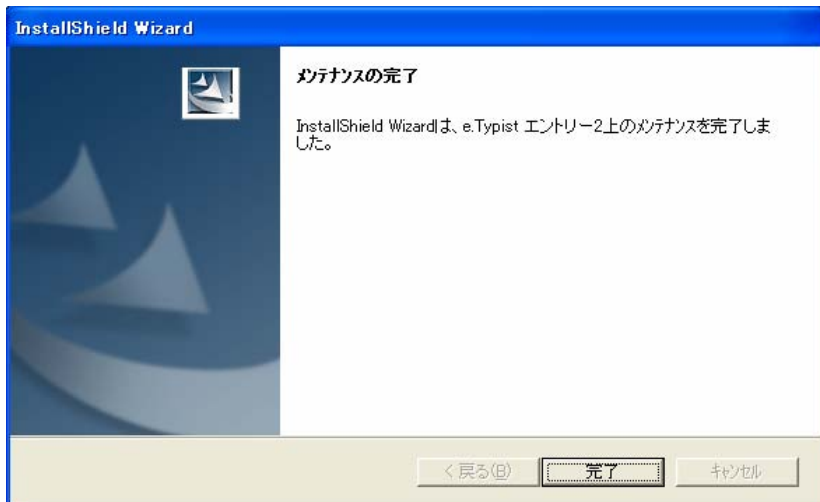 InstallShield Wizard
メンテナンスの完了
InstallShield Wizardは、e.Typist エントリー2上のメンテナンスを完了しま
した。
< 戻る(B)
完了
キャンセル